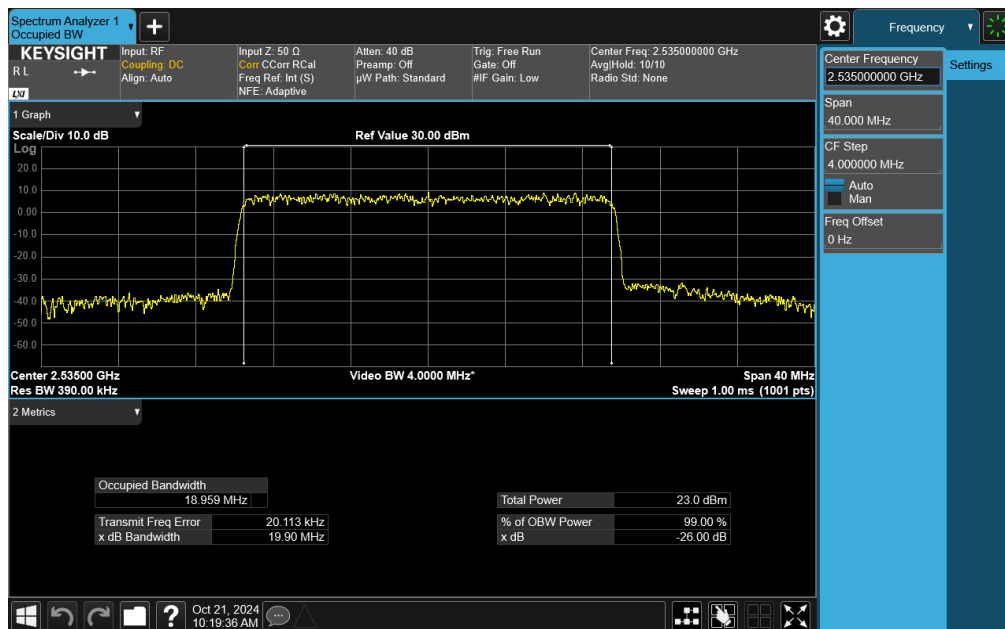 Spectrum Analyzer 1
Occupied BW
Frequency
KEYSIGHT
R L
LXI
Input: RF
Coupling: DC
Align: Auto
Input Z: 50 Ω
Corr CCorr RCal
Freq Ref: Int (S)
NFE: Adaptive
Atten: 40 dB
Preamp: Off
µW Path: Standard
Trig: Free Run
Gate: Off
#IF Gain: Low
Center Freq: 2.535000000 GHz
Avg|Hold: 10/10
Radio Std: None
Center Frequency
2.535000000 GHz
Settings
Span
40.000 MHz
CF Step
4.000000 MHz
Auto
Man
Freq Offset
0 Hz
1 Graph
Scale/Div 10.0 dB
Ref Value 30.00 dBm
Log
20.0
10.0
0.00
-10.0
-20.0
-30.0
-40.0
-50.0
-60.0
Center 2.53500 GHz
Video BW 4.0000 MHz*
Span 40 MHz
Res BW 390.00 kHz
Sweep 1.00 ms (1001 pts)
2 Metrics
Occupied Bandwidth
18.959 MHz
Total Power 23.0 dBm
Transmit Freq Error 20.113 kHz
% of OBW Power 99.00 %
x dB Bandwidth 19.90 MHz
x dB -26.00 dB
?
Oct 21, 2024
10:19:36 AM